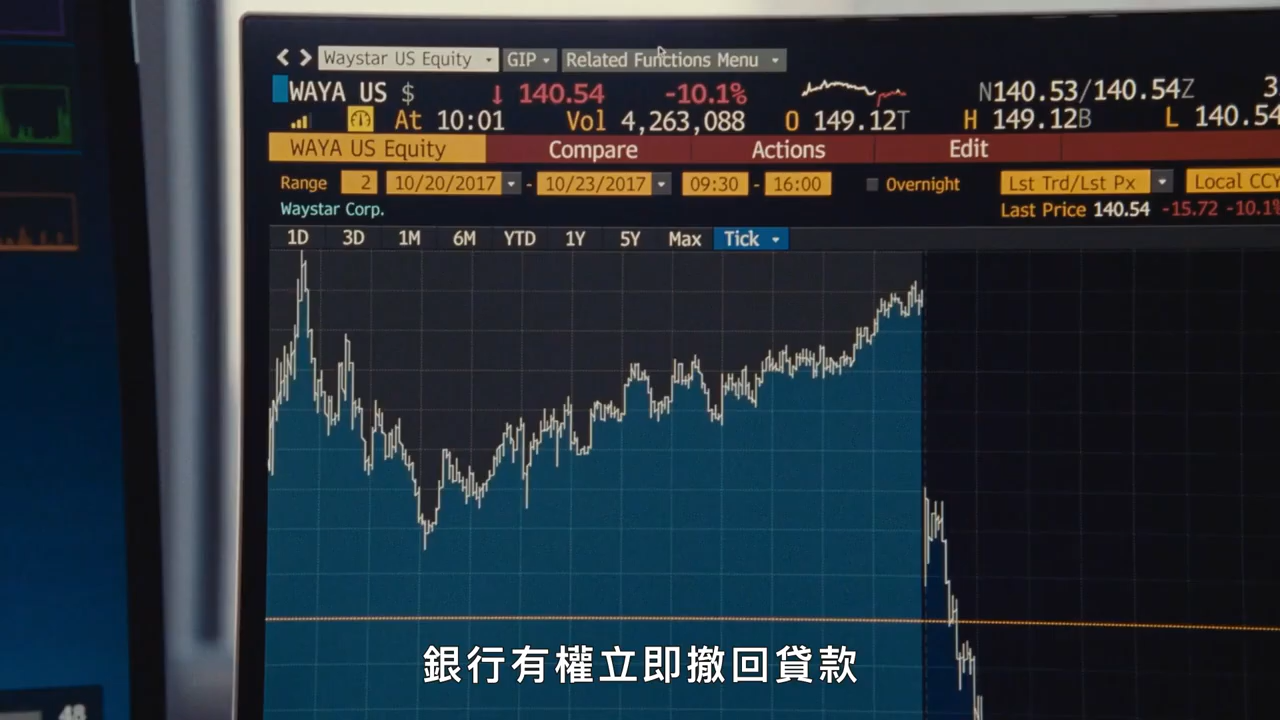 Waystar US Equity GIP Related Functions Menu
WAYA US $ ↓ 140.54 -10.1% N140.53/140.54Z
At 10:01 Vol 4,263,088 O 149.12T H 149.12B L 140.54
WAYA US Equity Compare Actions Edit
Range 2 10/20/2017 - 10/23/2017 09:30 - 16:00 Overnight Lst Trd/Lst Px Local CCY
Waystar Corp. Last Price 140.54 -15.72 -10.1%
1D 3D 1M 6M YTD 1Y 5Y Max Tick
銀行有權立即撤回貸款